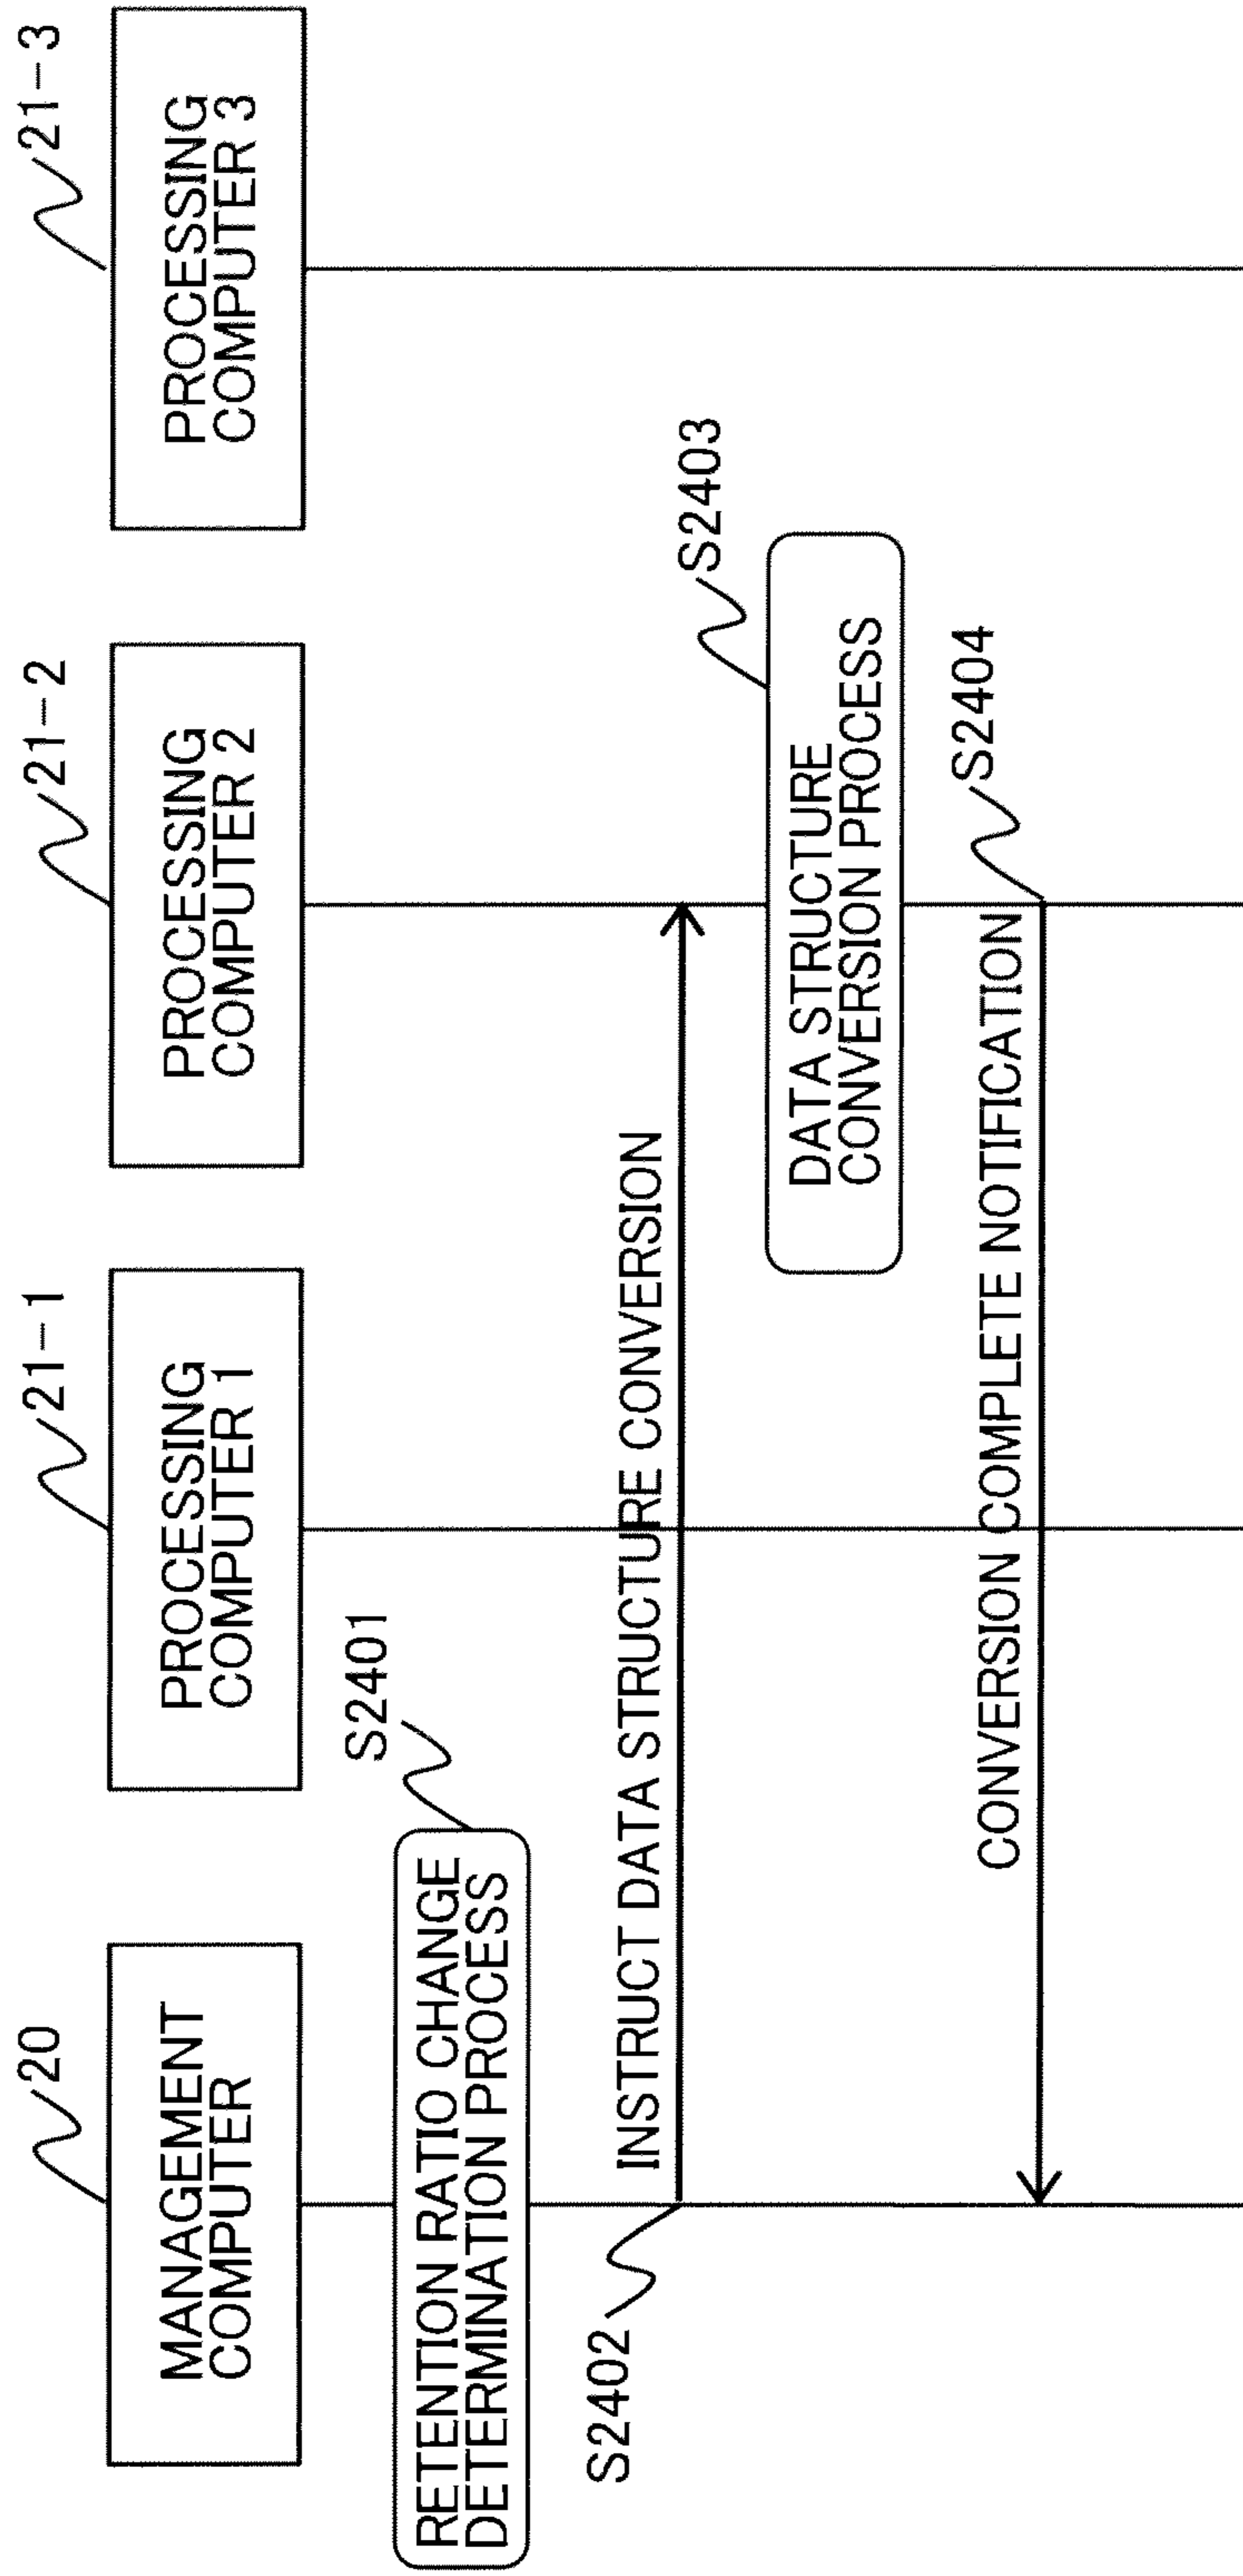 20
21-1
21-2
21-3
MANAGEMENT
COMPUTER
PROCESSING
COMPUTER 1
PROCESSING
COMPUTER 2
PROCESSING
COMPUTER 3
S2401
RETENTION RATIO CHANGE
DETERMINATION PROCESS
S2402
INSTRUCT DATA STRUCTURE CONVERSION
S2403
DATA STRUCTURE
CONVERSION PROCESS
S2404
CONVERSION COMPLETE NOTIFICATION